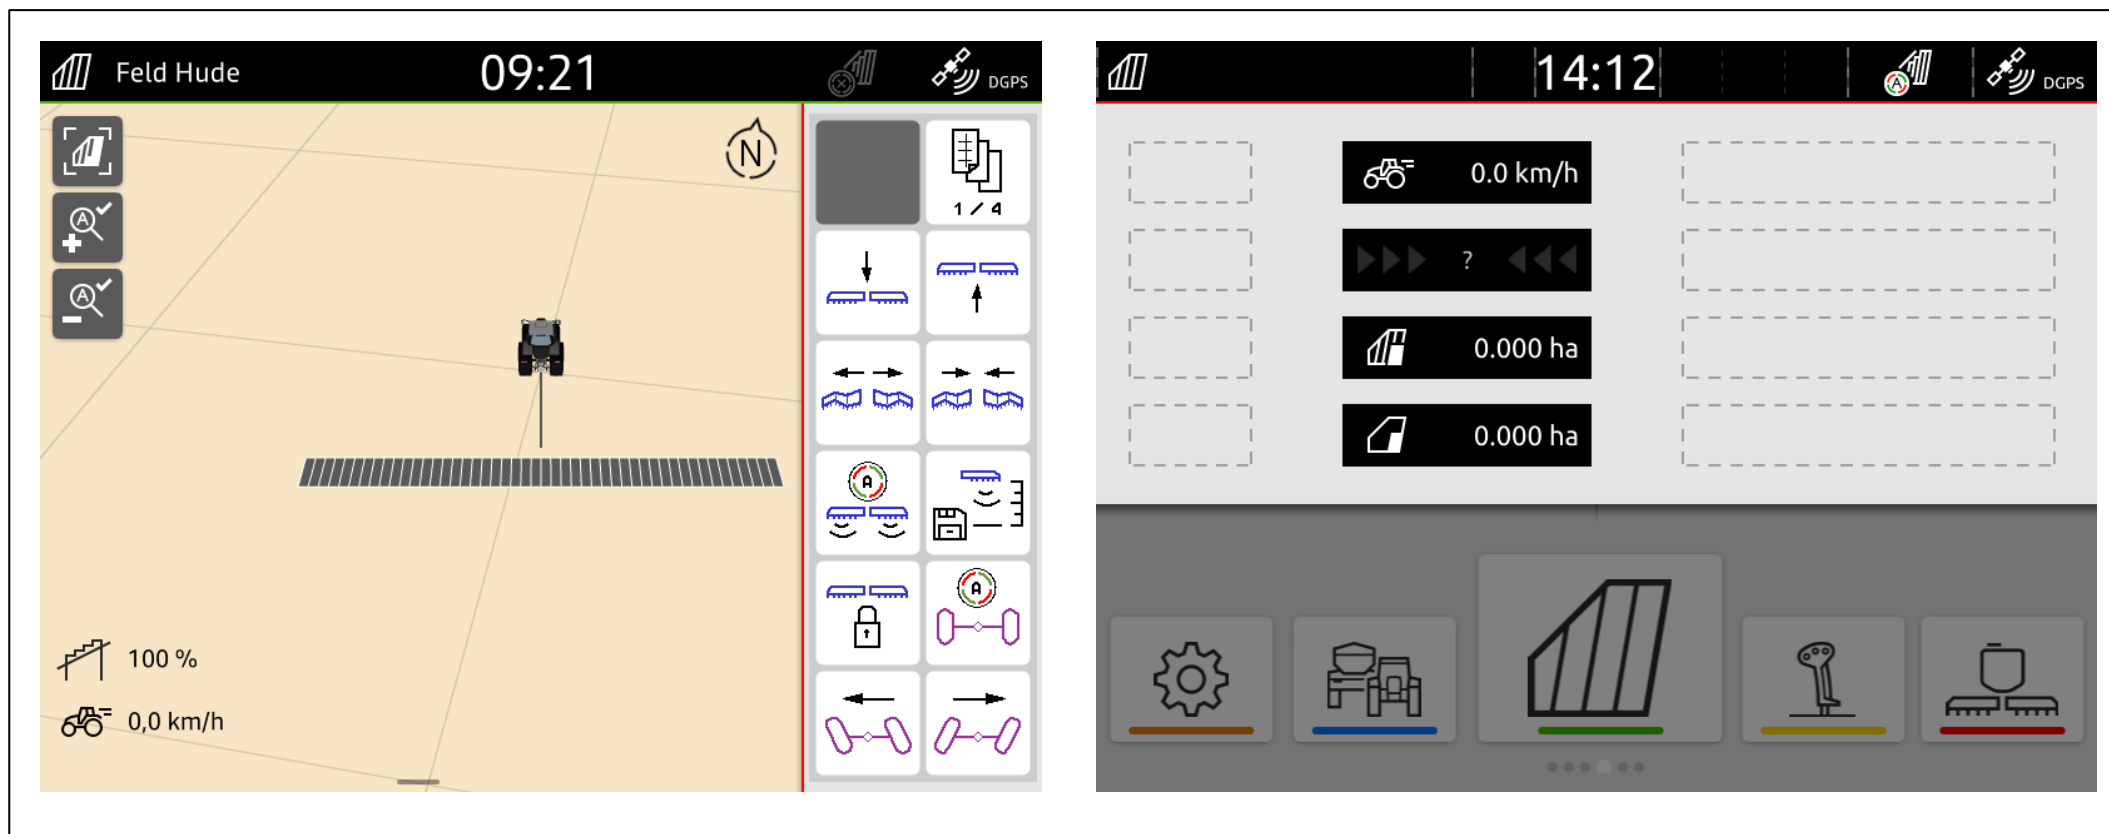 Feld Hude 09:21 DGPS
N
1 / 4
A
A
A
A
100 %
0,0 km/h
14:12 A DGPS
0.0 km/h
?
0.000 ha
0.000 ha